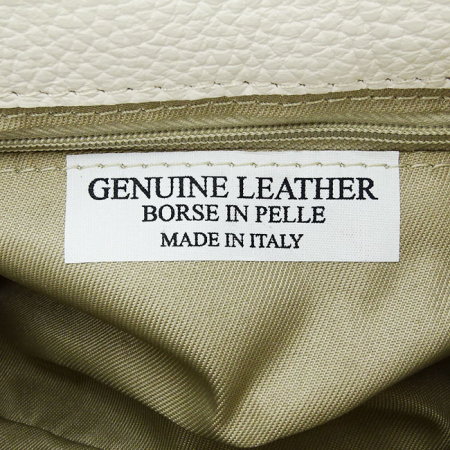 GENUINE LEATHER
BORSE IN PELLE
MADE IN ITALY